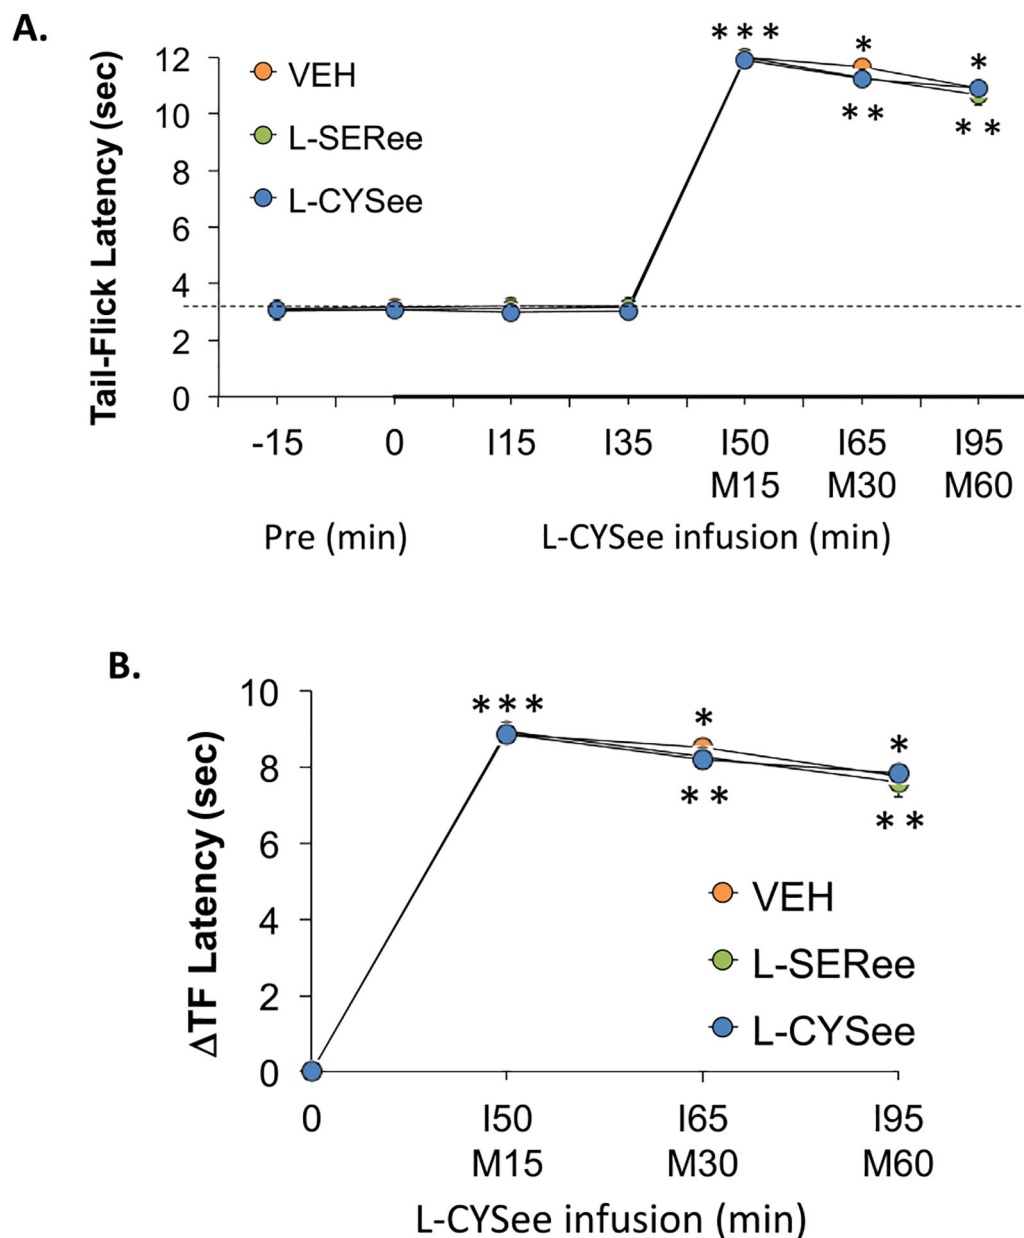 A.
Tail-Flick Latency (sec)
* * *
*
*
12
VEH
10
* *
* *
L-SERee
8
L-CYSee
6
4
2
0
-15 0 I15 I35 I50 I65 I95
M15 M30 M60
Pre (min) L-CYSee infusion (min)
B.
ΔTF Latency (sec)
10
* * *
*
*
8
* *
* *
6
VEH
4
L-SERee
2
L-CYSee
0
0 I50 I65 I95
M15 M30 M60
L-CYSee infusion (min)